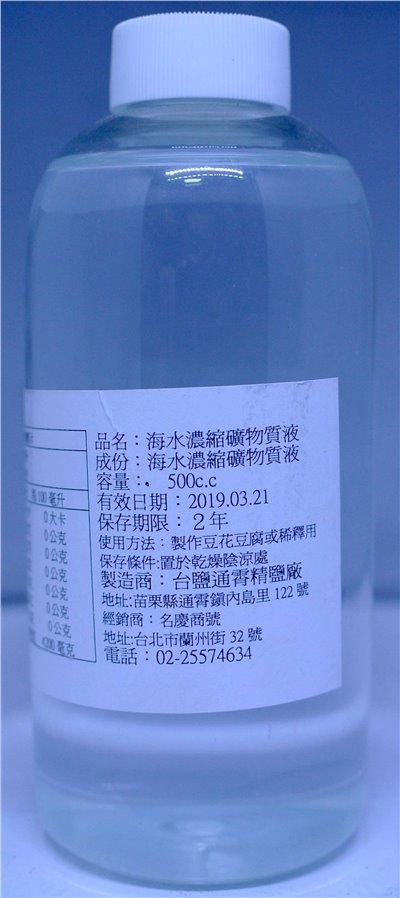 品名：海水濃縮礦物質液
成份：海水濃縮礦物質液
容量： 500c.c
有效日期：2019.03.21
保存期限：2年
使用方法：製作豆花豆腐或稀釋用
保存條件:置於乾燥陰涼處
製造商：台鹽通霄精鹽廠
地址:苗栗縣通霄鎮內島里 122 號
經銷商：名慶商號
地址:台北市蘭州街 32 號
電話：02-25574634
100 毫升
0 大卡
0 公克
0 公克
0 公克
0 公克
0 公克
0 公克
4200 毫克